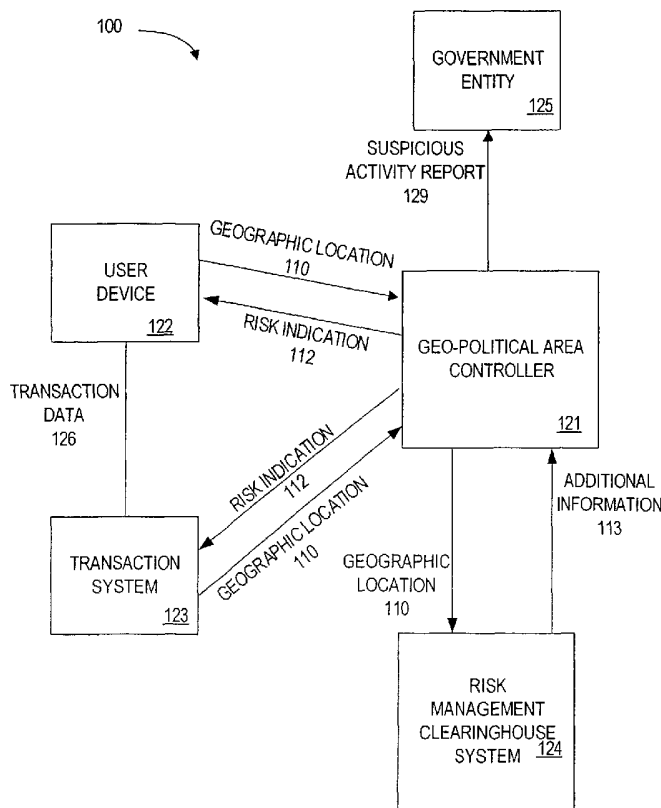 100
GOVERNMENT
ENTITY
125
SUSPICIOUS
ACTIVITY REPORT
129
GEOGRAPHIC LOCATION
110
USER
DEVICE
122
RISK INDICATION
112
GEO-POLITICAL AREA
CONTROLLER
121
TRANSACTION
DATA
126
RISK INDICATION
112
GEOGRAPHIC LOCATION
110
ADDITIONAL
INFORMATION
113
TRANSACTION
SYSTEM
123
GEOGRAPHIC
LOCATION
110
RISK
MANAGEMENT
CLEARINGHOUSE
SYSTEM
124